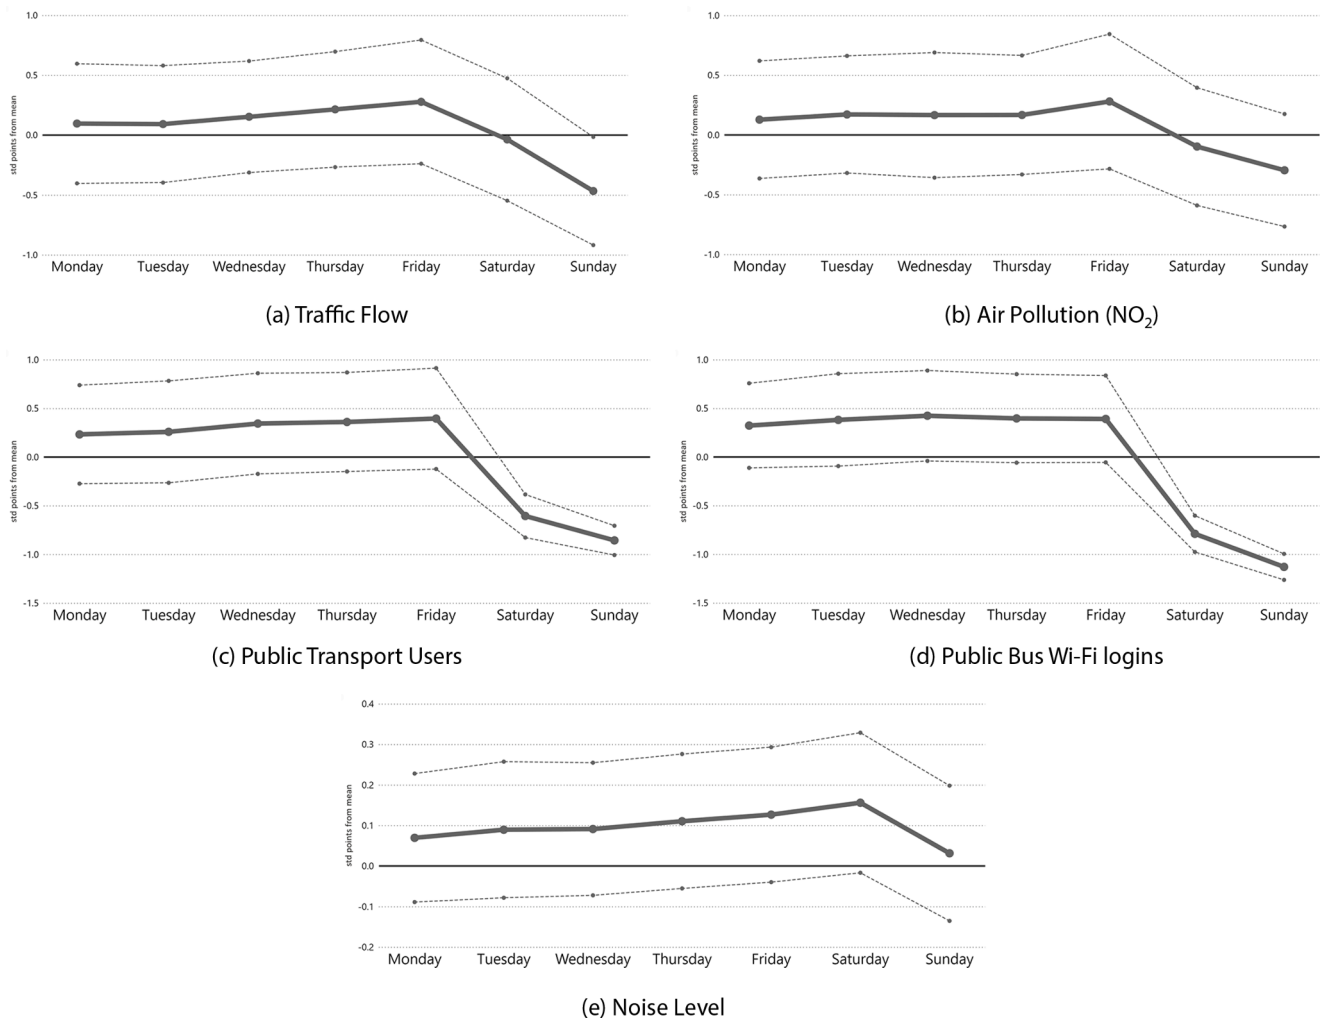 1.0
0.5
0.0
-0.5
-1.0
std points from mean
Monday Tuesday Wednesday Thursday Friday Saturday Sunday
(a) Traffic Flow
1.0
0.5
0.0
-0.5
-1.0
std points from mean
Monday Tuesday Wednesday Thursday Friday Saturday Sunday
(b) Air Pollution (NO₂)
1.0
0.5
0.0
-0.5
-1.0
-1.5
std points from mean
Monday Tuesday Wednesday Thursday Friday Saturday Sunday
(c) Public Transport Users
1.0
0.5
0.0
-0.5
-1.0
-1.5
std points from mean
Monday Tuesday Wednesday Thursday Friday Saturday Sunday
(d) Public Bus Wi-Fi logins
0.4
0.3
0.2
0.1
0.0
-0.1
-0.2
std points from mean
Monday Tuesday Wednesday Thursday Friday Saturday Sunday
(e) Noise Level